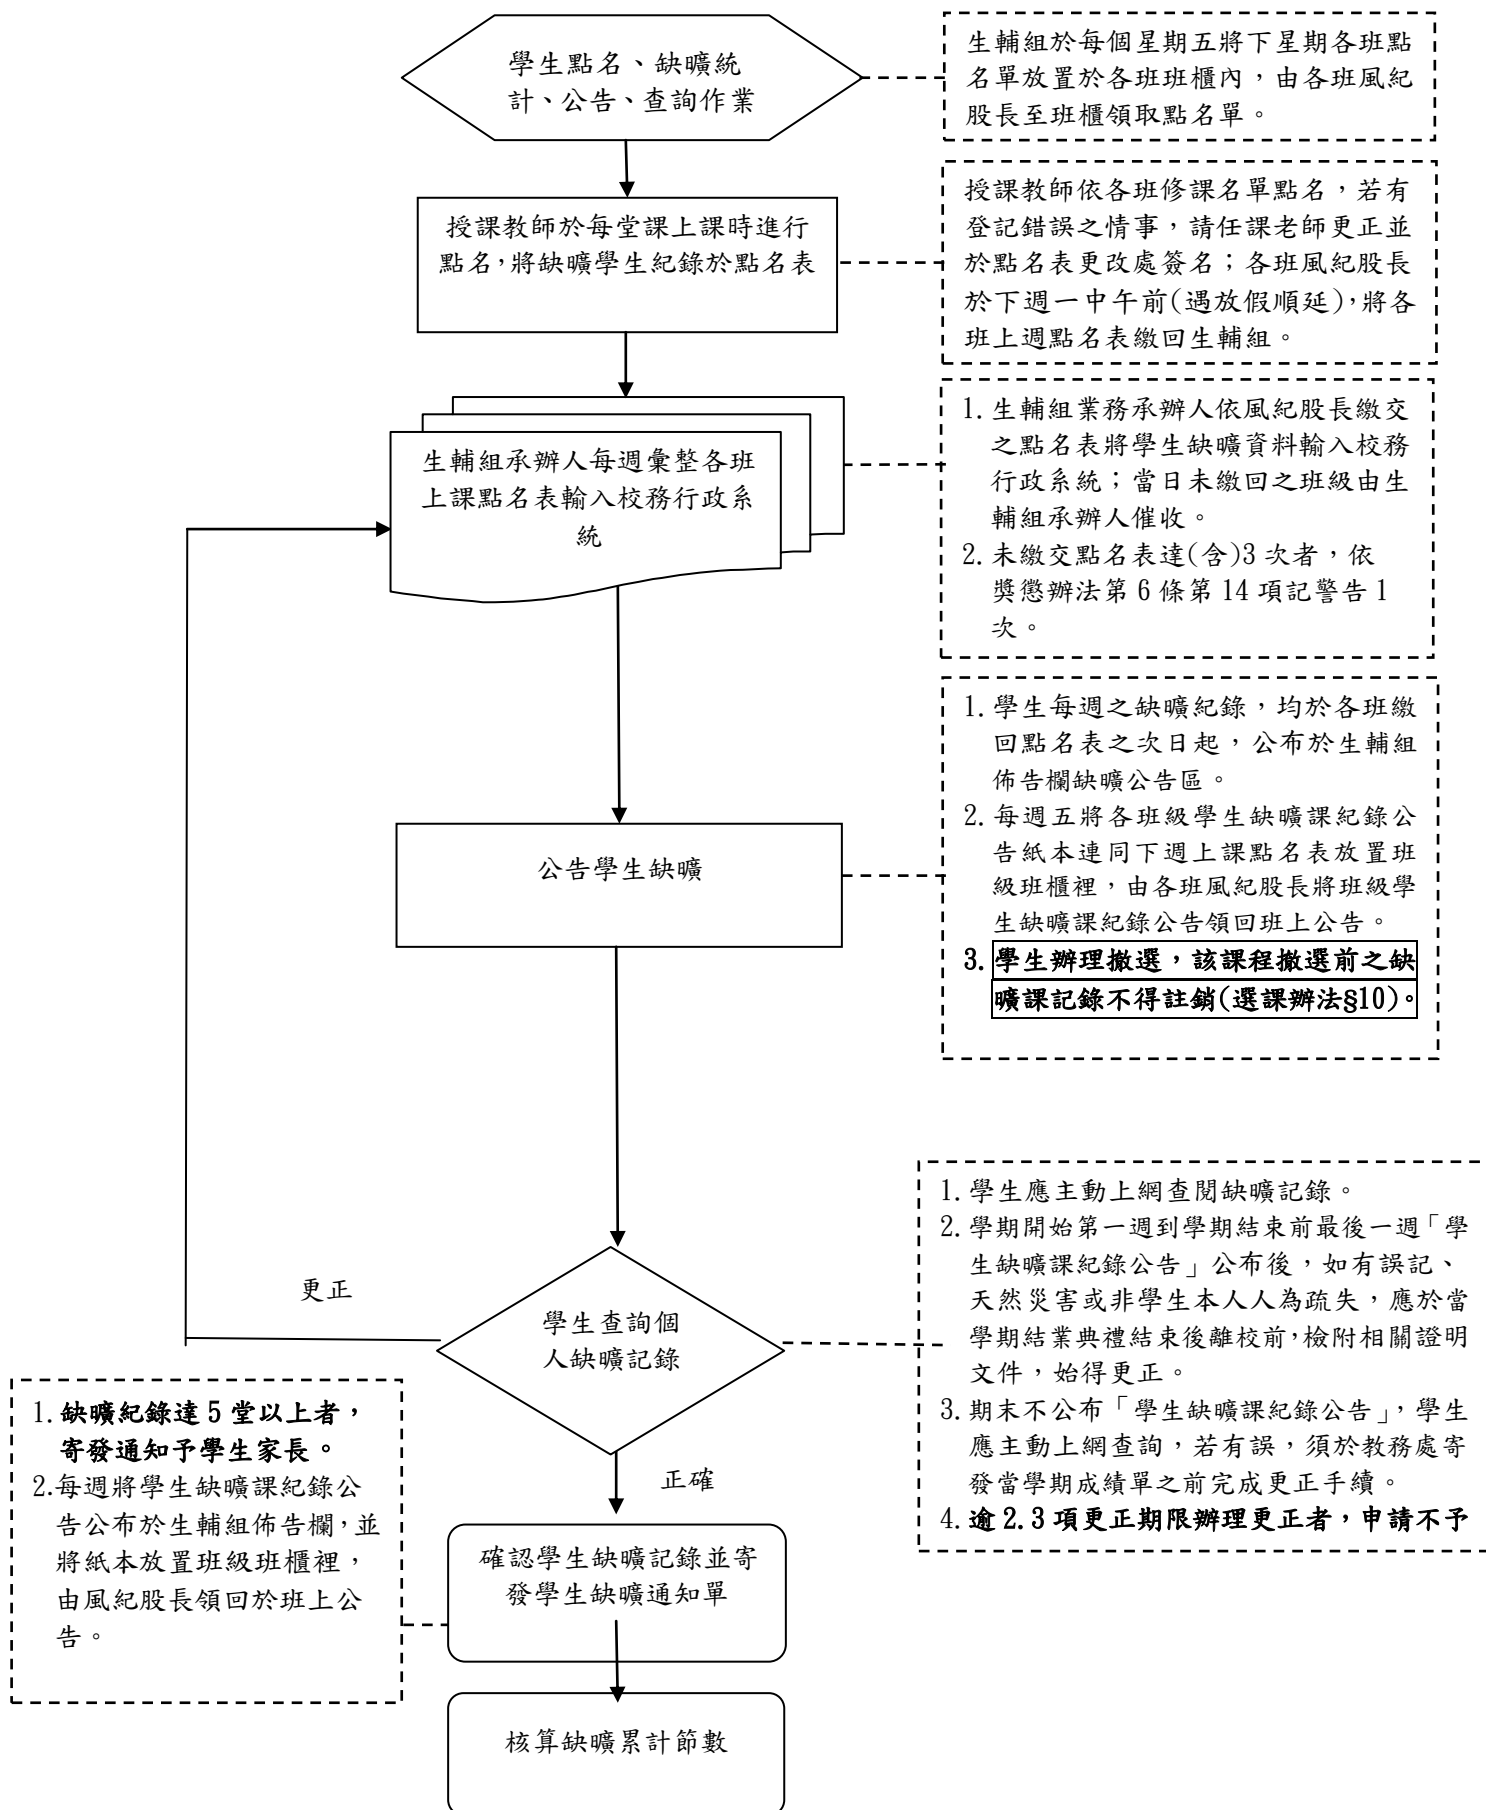 學生點名、缺曠統
計、公告、查詢作業
生輔組於每個星期五將下星期各班點
名單放置於各班班櫃內，由各班風紀
股長至班櫃領取點名單。
授課教師於每堂課上課時進行
點名，將缺曠學生紀錄於點名表
授課教師依各班修課名單點名，若有
登記錯誤之情事，請任課老師更正並
於點名表更改處簽名；各班風紀股長
於下週一中午前(遇放假順延)，將各
班上週點名表繳回生輔組。
生輔組承辦人每週彙整各班
上課點名表輸入校務行政系
統
1. 生輔組業務承辦人依風紀股長繳交
之點名表將學生缺曠資料輸入校務
行政系統；當日未繳回之班級由生
輔組承辦人催收。
2. 未繳交點名表達(含)3 次者，依
獎懲辦法第 6 條第 14 項記警告 1
次。
公告學生缺曠
1. 學生每週之缺曠紀錄，均於各班繳
回點名表之次日起，公布於生輔組
佈告欄缺曠公告區。
2. 每週五將各班級學生缺曠課紀錄公
告紙本連同下週上課點名表放置班
級班櫃裡，由各班風紀股長將班級學
生缺曠課紀錄公告領回班上公告。
3. 學生辦理撤選，該課程撤選前之缺
曠課記錄不得註銷(選課辦法§10)。
更正
學生查詢個
人缺曠記錄
正確
1. 學生應主動上網查閱缺曠記錄。
2. 學期開始第一週到學期結束前最後一週「學
生缺曠課紀錄公告」公布後，如有誤記、
天然災害或非學生本人人為疏失，應於當
學期結業典禮結束後離校前，檢附相關證明
文件，始得更正。
3. 期末不公布「學生缺曠課紀錄公告」，學生
應主動上網查詢，若有誤，須於教務處寄
發當學期成績單之前完成更正手續。
4. 逾 2.3 項更正期限辦理更正者，申請不予
1. 缺曠紀錄達 5 堂以上者，
寄發通知予學生家長。
2.每週將學生缺曠課紀錄公
告公布於生輔組佈告欄，並
將紙本放置班級班櫃裡，
由風紀股長領回於班上公
告。
確認學生缺曠記錄並寄
發學生缺曠通知單
核算缺曠累計節數